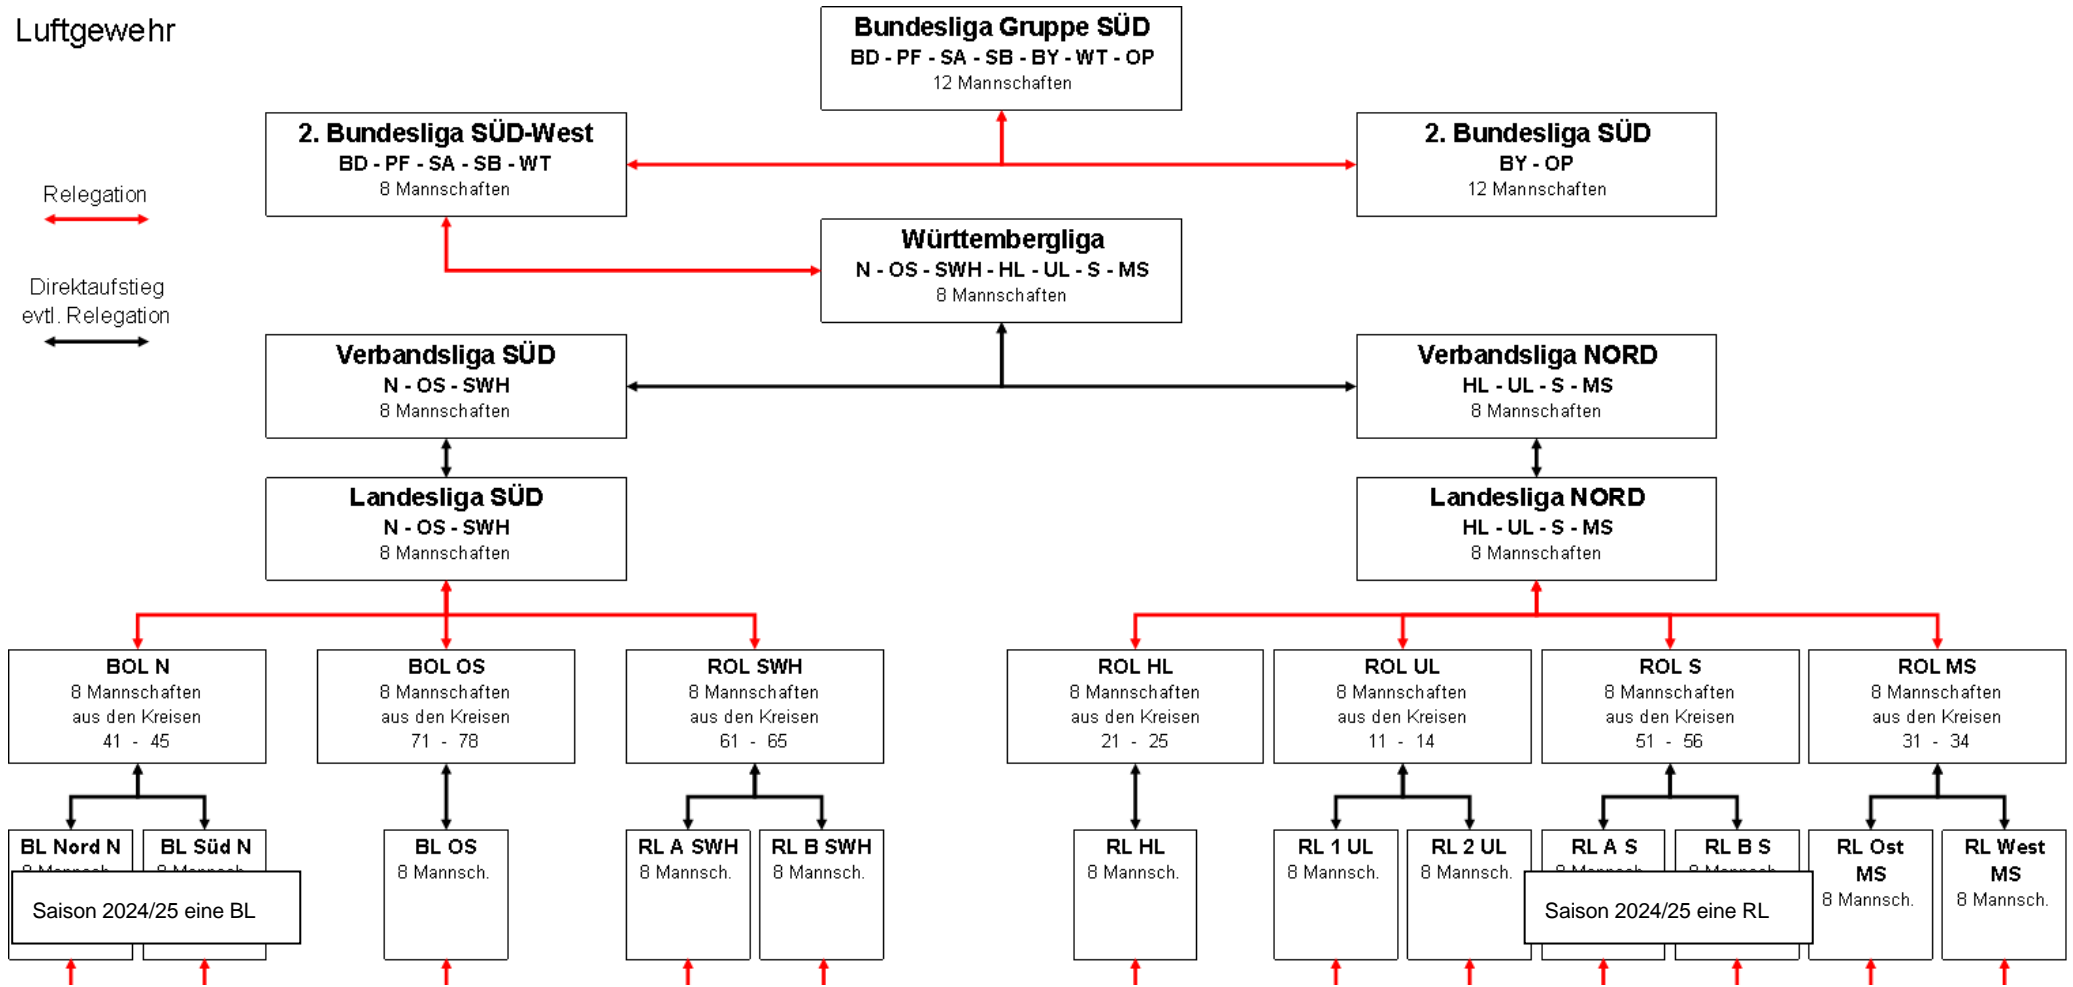 Luftgewehr
Bundesliga Gruppe SÜD
BD - PF - SA - SB - BY - WT - OP
12 Mannschaften
2. Bundesliga SÜD-West
BD - PF - SA - SB - WT
8 Mannschaften
2. Bundesliga SÜD
BY - OP
12 Mannschaften
Relegation
Württembergliga
N - OS - SWH - HL - UL - S - MS
8 Mannschaften
Direktaufstieg
evtl. Relegation
Verbandsliga SÜD
N - OS - SWH
8 Mannschaften
Verbandsliga NORD
HL - UL - S - MS
8 Mannschaften
Landesliga SÜD
N - OS - SWH
8 Mannschaften
Landesliga NORD
HL - UL - S - MS
8 Mannschaften
BOL N
8 Mannschaften
aus den Kreisen
41 - 45
BOL OS
8 Mannschaften
aus den Kreisen
71 - 78
ROL SWH
8 Mannschaften
aus den Kreisen
61 - 65
ROL HL
8 Mannschaften
aus den Kreisen
21 - 25
ROL UL
8 Mannschaften
aus den Kreisen
11 - 14
ROL S
8 Mannschaften
aus den Kreisen
51 - 56
ROL MS
8 Mannschaften
aus den Kreisen
31 - 34
BL Nord N
8 Mannsch.
BL Süd N
8 Mannsch.
Saison 2024/25 eine BL
BL OS
8 Mannsch.
RL A SWH
8 Mannsch.
RL B SWH
8 Mannsch.
RL HL
8 Mannsch.
RL 1 UL
8 Mannsch.
RL 2 UL
8 Mannsch.
RL A S
8 Mannsch.
RL B S
8 Mannsch.
Saison 2024/25 eine RL
RL Ost
MS
8 Mannsch.
RL West
MS
8 Mannsch.